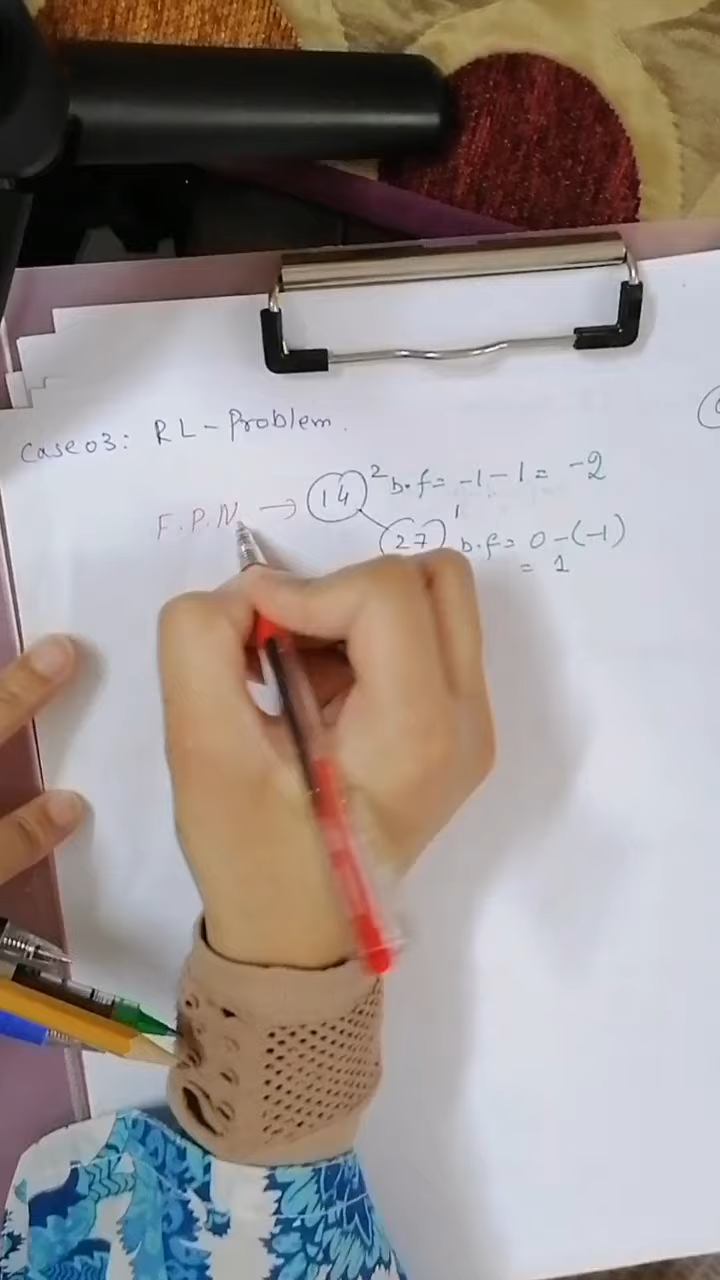 Case 03: RL - Problem.
F.P.N. → 14 2 b.f = -1 - 1 = -2
27 1 b.f = 0 - (-1)
= 1